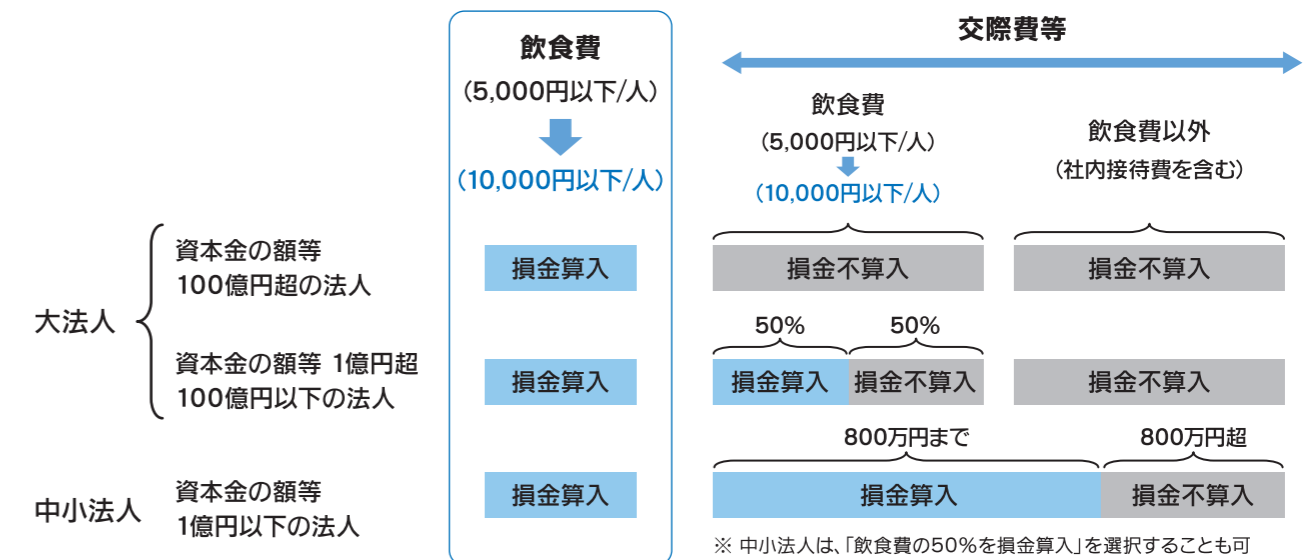 飲食費
(5,000円以下/人)
(10,000円以下/人)
交際費等
飲食費
(5,000円以下/人)
(10,000円以下/人)
飲食費以外
(社内接待費を含む)
大法人
資本金の額等
100億円超の法人
損金算入
損金不算入
損金不算入
資本金の額等 1億円超
100億円以下の法人
損金算入
50%
50%
損金算入
損金不算入
損金不算入
中小法人
資本金の額等
1億円以下の法人
損金算入
800万円まで
800万円超
損金算入
損金不算入
※ 中小法人は、「飲食費の50%を損金算入」を選択することも可